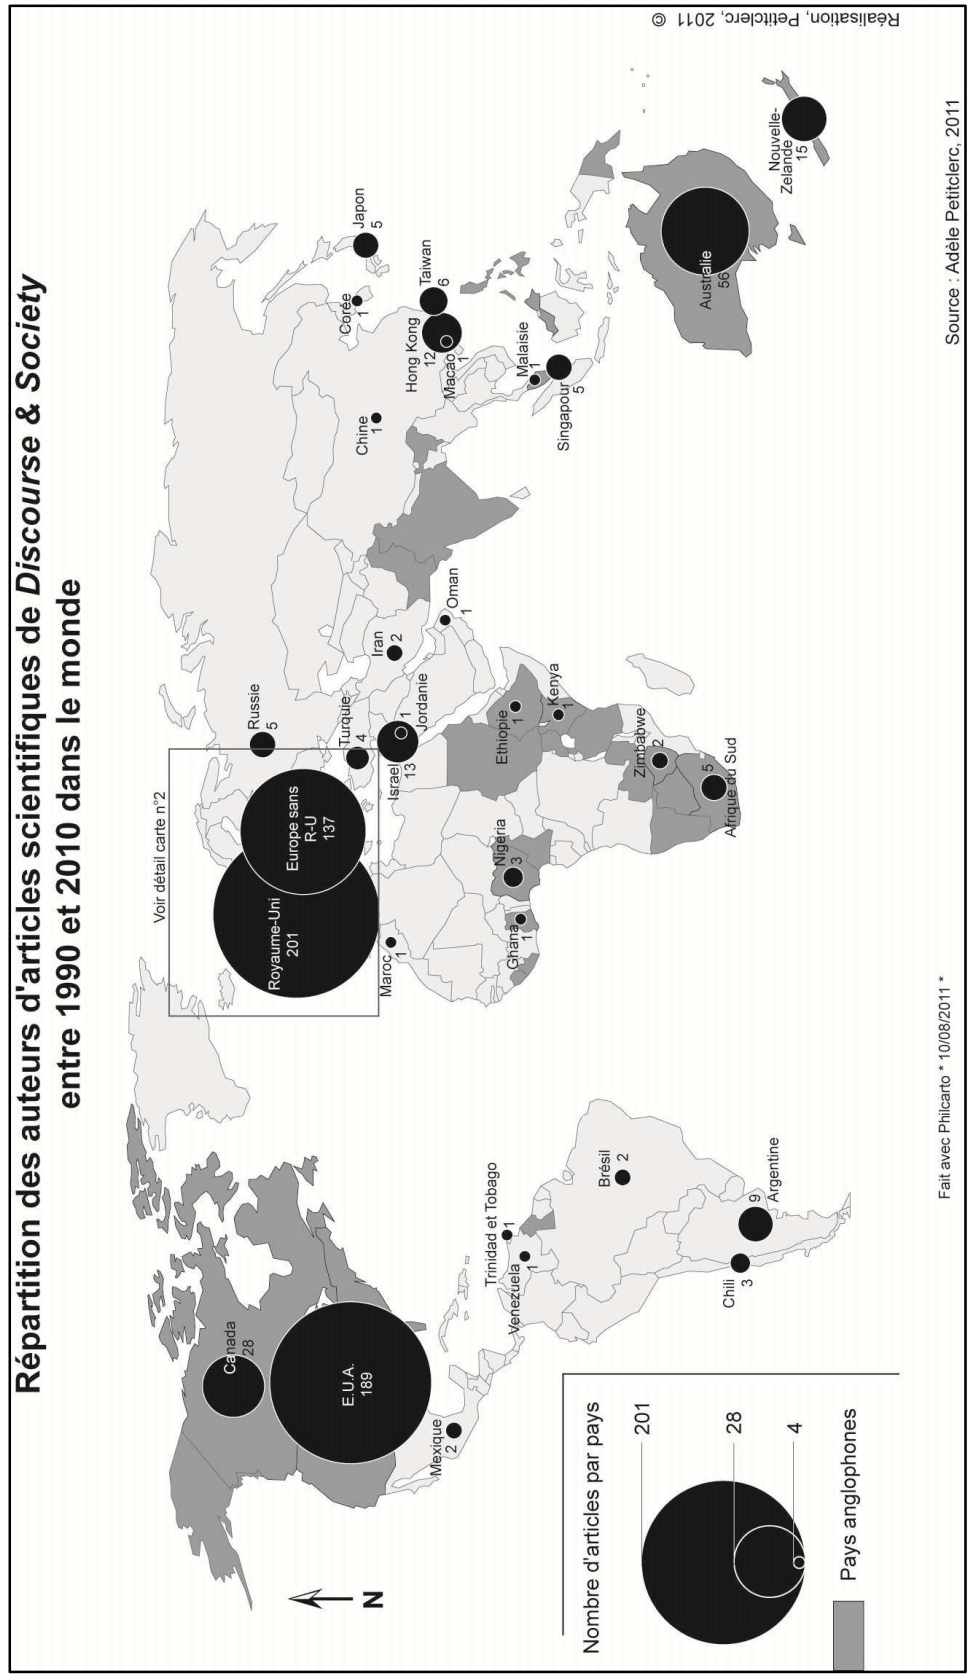 Répartition des auteurs d'articles scientifiques de Discourse & Society
entre 1990 et 2010 dans le monde
Voir détail carte n°2
Royaume-Uni
201
Europe sans
R-U
137
Russie
5
Turquie
4
Israel
13
1
Jordanie
Iran
2
Oman
1
Chine
1
Corée
1
Japon
5
Hong Kong
12
Macao
1
Taiwan
6
Malaisie
1
Singapour
5
Australie
56
Nouvelle-
Zelande
15
Maroc
1
Ghana
1
Nigeria
3
Ethiopie
1
Kenya
1
Zimbabwe
2
5
Afrique du Sud
Canada
28
E.U.A.
189
Mexique
2
Trinidad et Tobago
1
Venezuela
1
Brésil
2
9
Argentine
Chili
3
N
Nombre d'articles par pays
201
28
4
Pays anglophones
Fait avec Philcarto * 10/08/2011 *
Source : Adèle Petitclerc, 2011
Réalisation, Petitclerc, 2011 ©